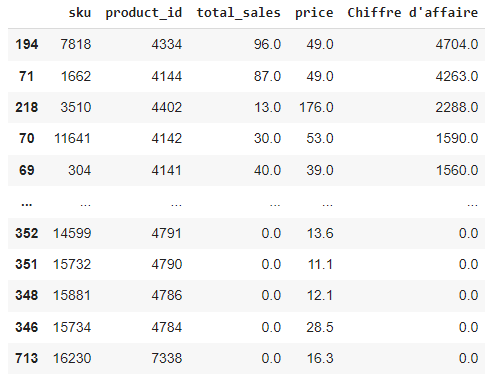 sku product_id total_sales price Chiffre d'affaire
194 7818 4334 96.0 49.0 4704.0
71 1662 4144 87.0 49.0 4263.0
218 3510 4402 13.0 176.0 2288.0
70 11641 4142 30.0 53.0 1590.0
69 304 4141 40.0 39.0 1560.0
... ... ... ... ... ...
352 14599 4791 0.0 13.6 0.0
351 15732 4790 0.0 11.1 0.0
348 15881 4786 0.0 12.1 0.0
346 15734 4784 0.0 28.5 0.0
713 16230 7338 0.0 16.3 0.0